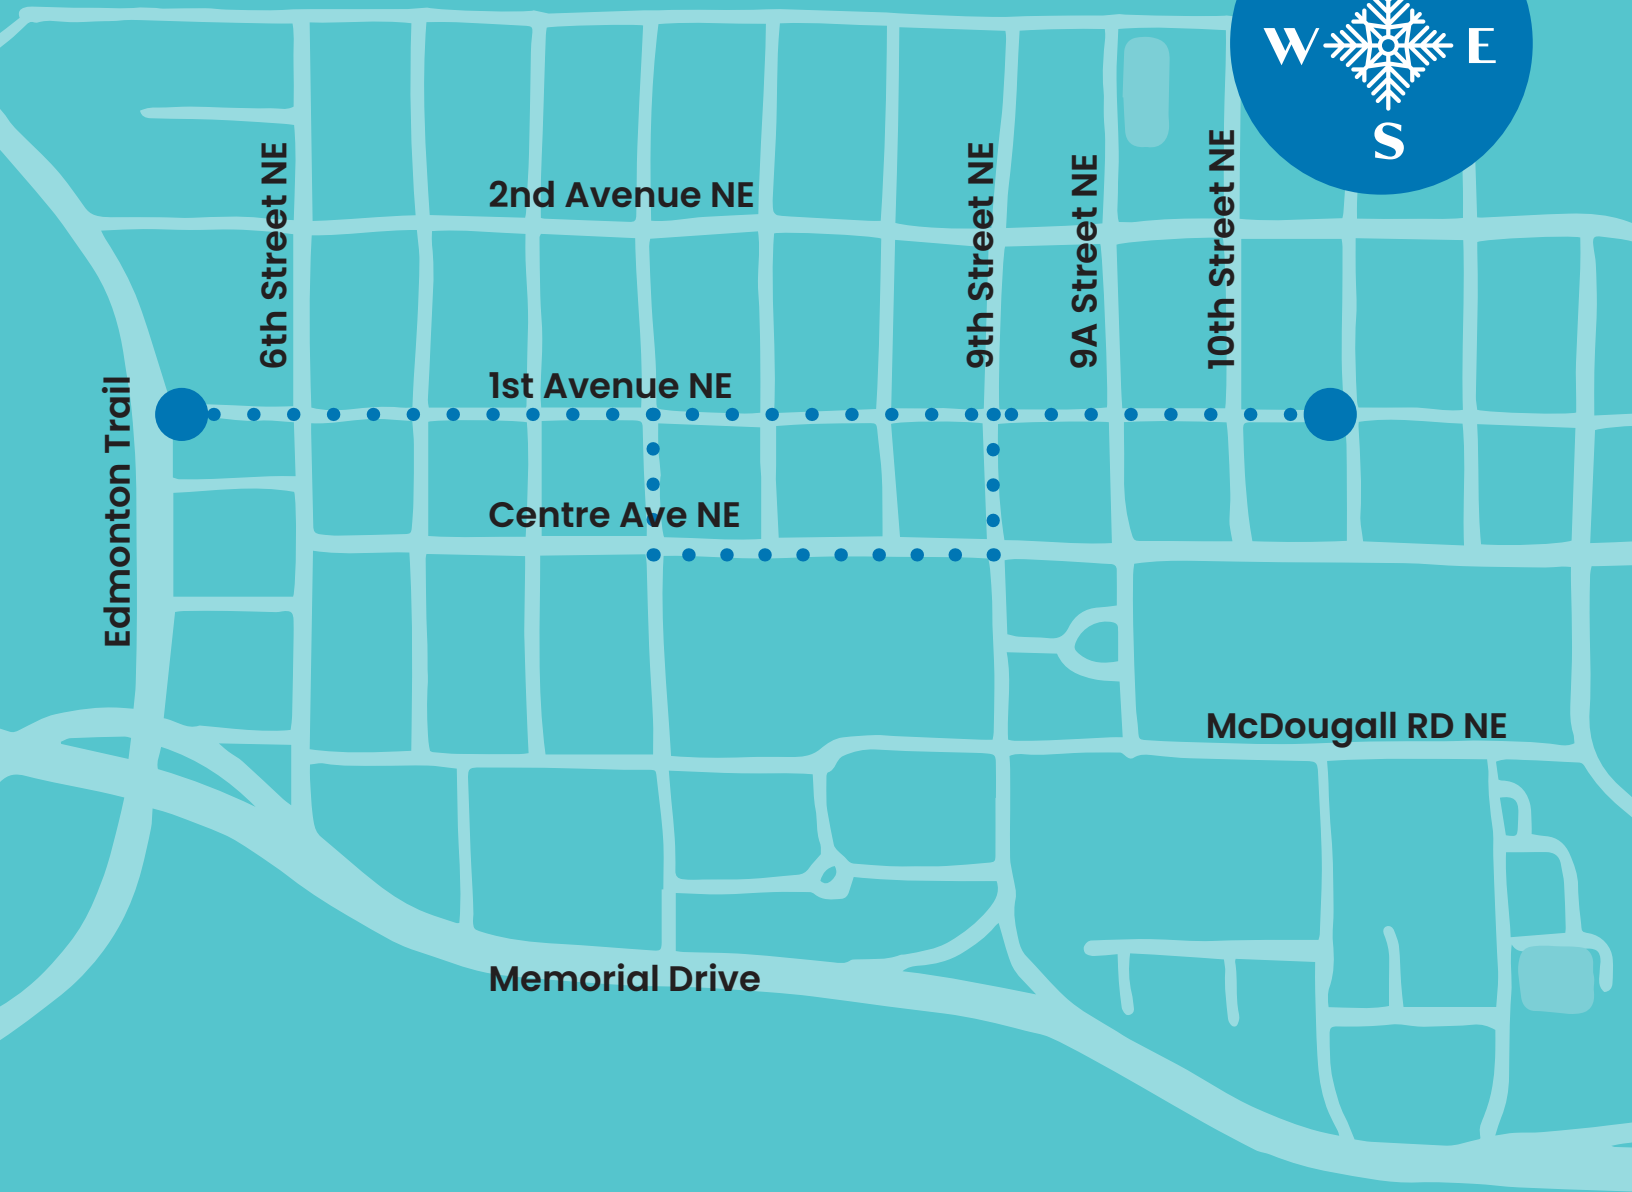 W E
S
6th Street NE
2nd Avenue NE
9th Street NE
9A Street NE
10th Street NE
1st Avenue NE
Edmonton Trail
Centre Ave NE
McDougall RD NE
Memorial Drive